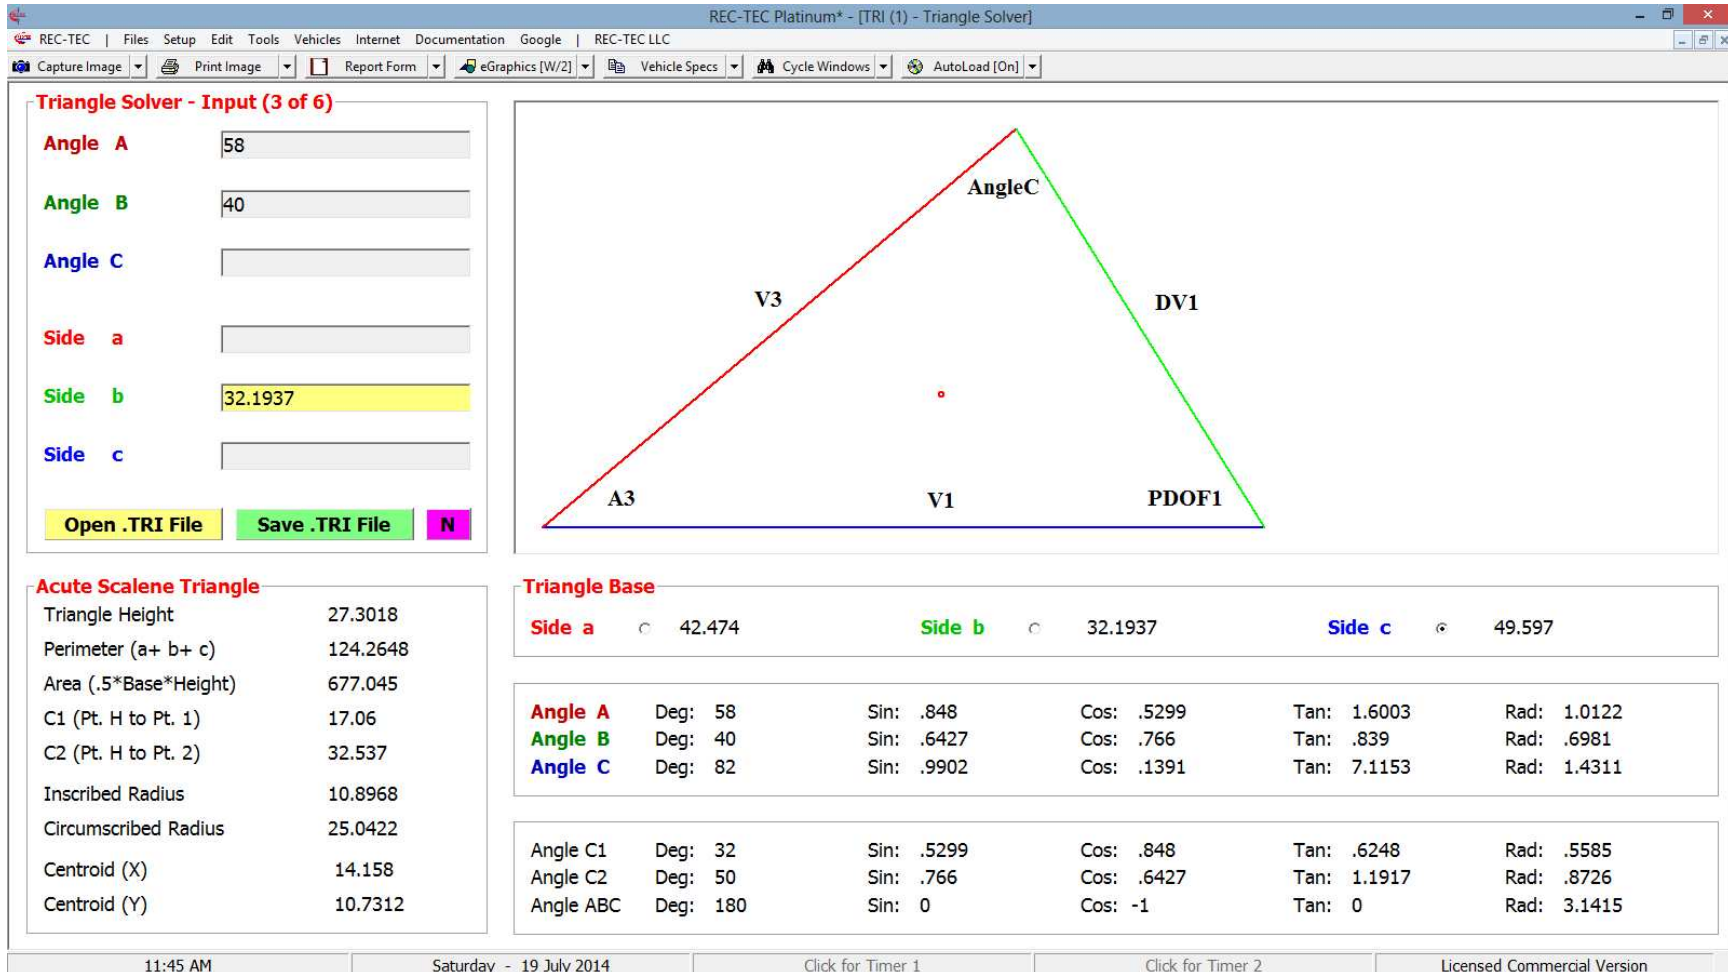 REC-TEC Platinum* - [TRI (1) - Triangle Solver]
REC-TEC | Files Setup Edit Tools Vehicles Internet Documentation Google | REC-TEC LLC
Capture Image Print Image Report Form eGraphics [W/2] Vehicle Specs Cycle Windows AutoLoad [On]
Triangle Solver - Input (3 of 6)
Angle A 58
Angle B 40
Angle C
Side a
Side b 32.1937
Side c
Open .TRI File Save .TRI File N
AngleC
V3
DV1
A3
V1
PDOF1
Acute Scalene Triangle
Triangle Height 27.3018
Perimeter (a+ b+ c) 124.2648
Area (.5*Base*Height) 677.045
C1 (Pt. H to Pt. 1) 17.06
C2 (Pt. H to Pt. 2) 32.537
Inscribed Radius 10.8968
Circumscribed Radius 25.0422
Centroid (X) 14.158
Centroid (Y) 10.7312
Triangle Base
Side a 42.474 Side b 32.1937 Side c 49.597
Angle A Deg: 58 Sin: .848 Cos: .5299 Tan: 1.6003 Rad: 1.0122
Angle B Deg: 40 Sin: .6427 Cos: .766 Tan: .839 Rad: .6981
Angle C Deg: 82 Sin: .9902 Cos: .1391 Tan: 7.1153 Rad: 1.4311
Angle C1 Deg: 32 Sin: .5299 Cos: .848 Tan: .6248 Rad: .5585
Angle C2 Deg: 50 Sin: .766 Cos: .6427 Tan: 1.1917 Rad: .8726
Angle ABC Deg: 180 Sin: 0 Cos: -1 Tan: 0 Rad: 3.1415
11:45 AM Saturday - 19 July 2014 Click for Timer 1 Click for Timer 2 Licensed Commercial Version